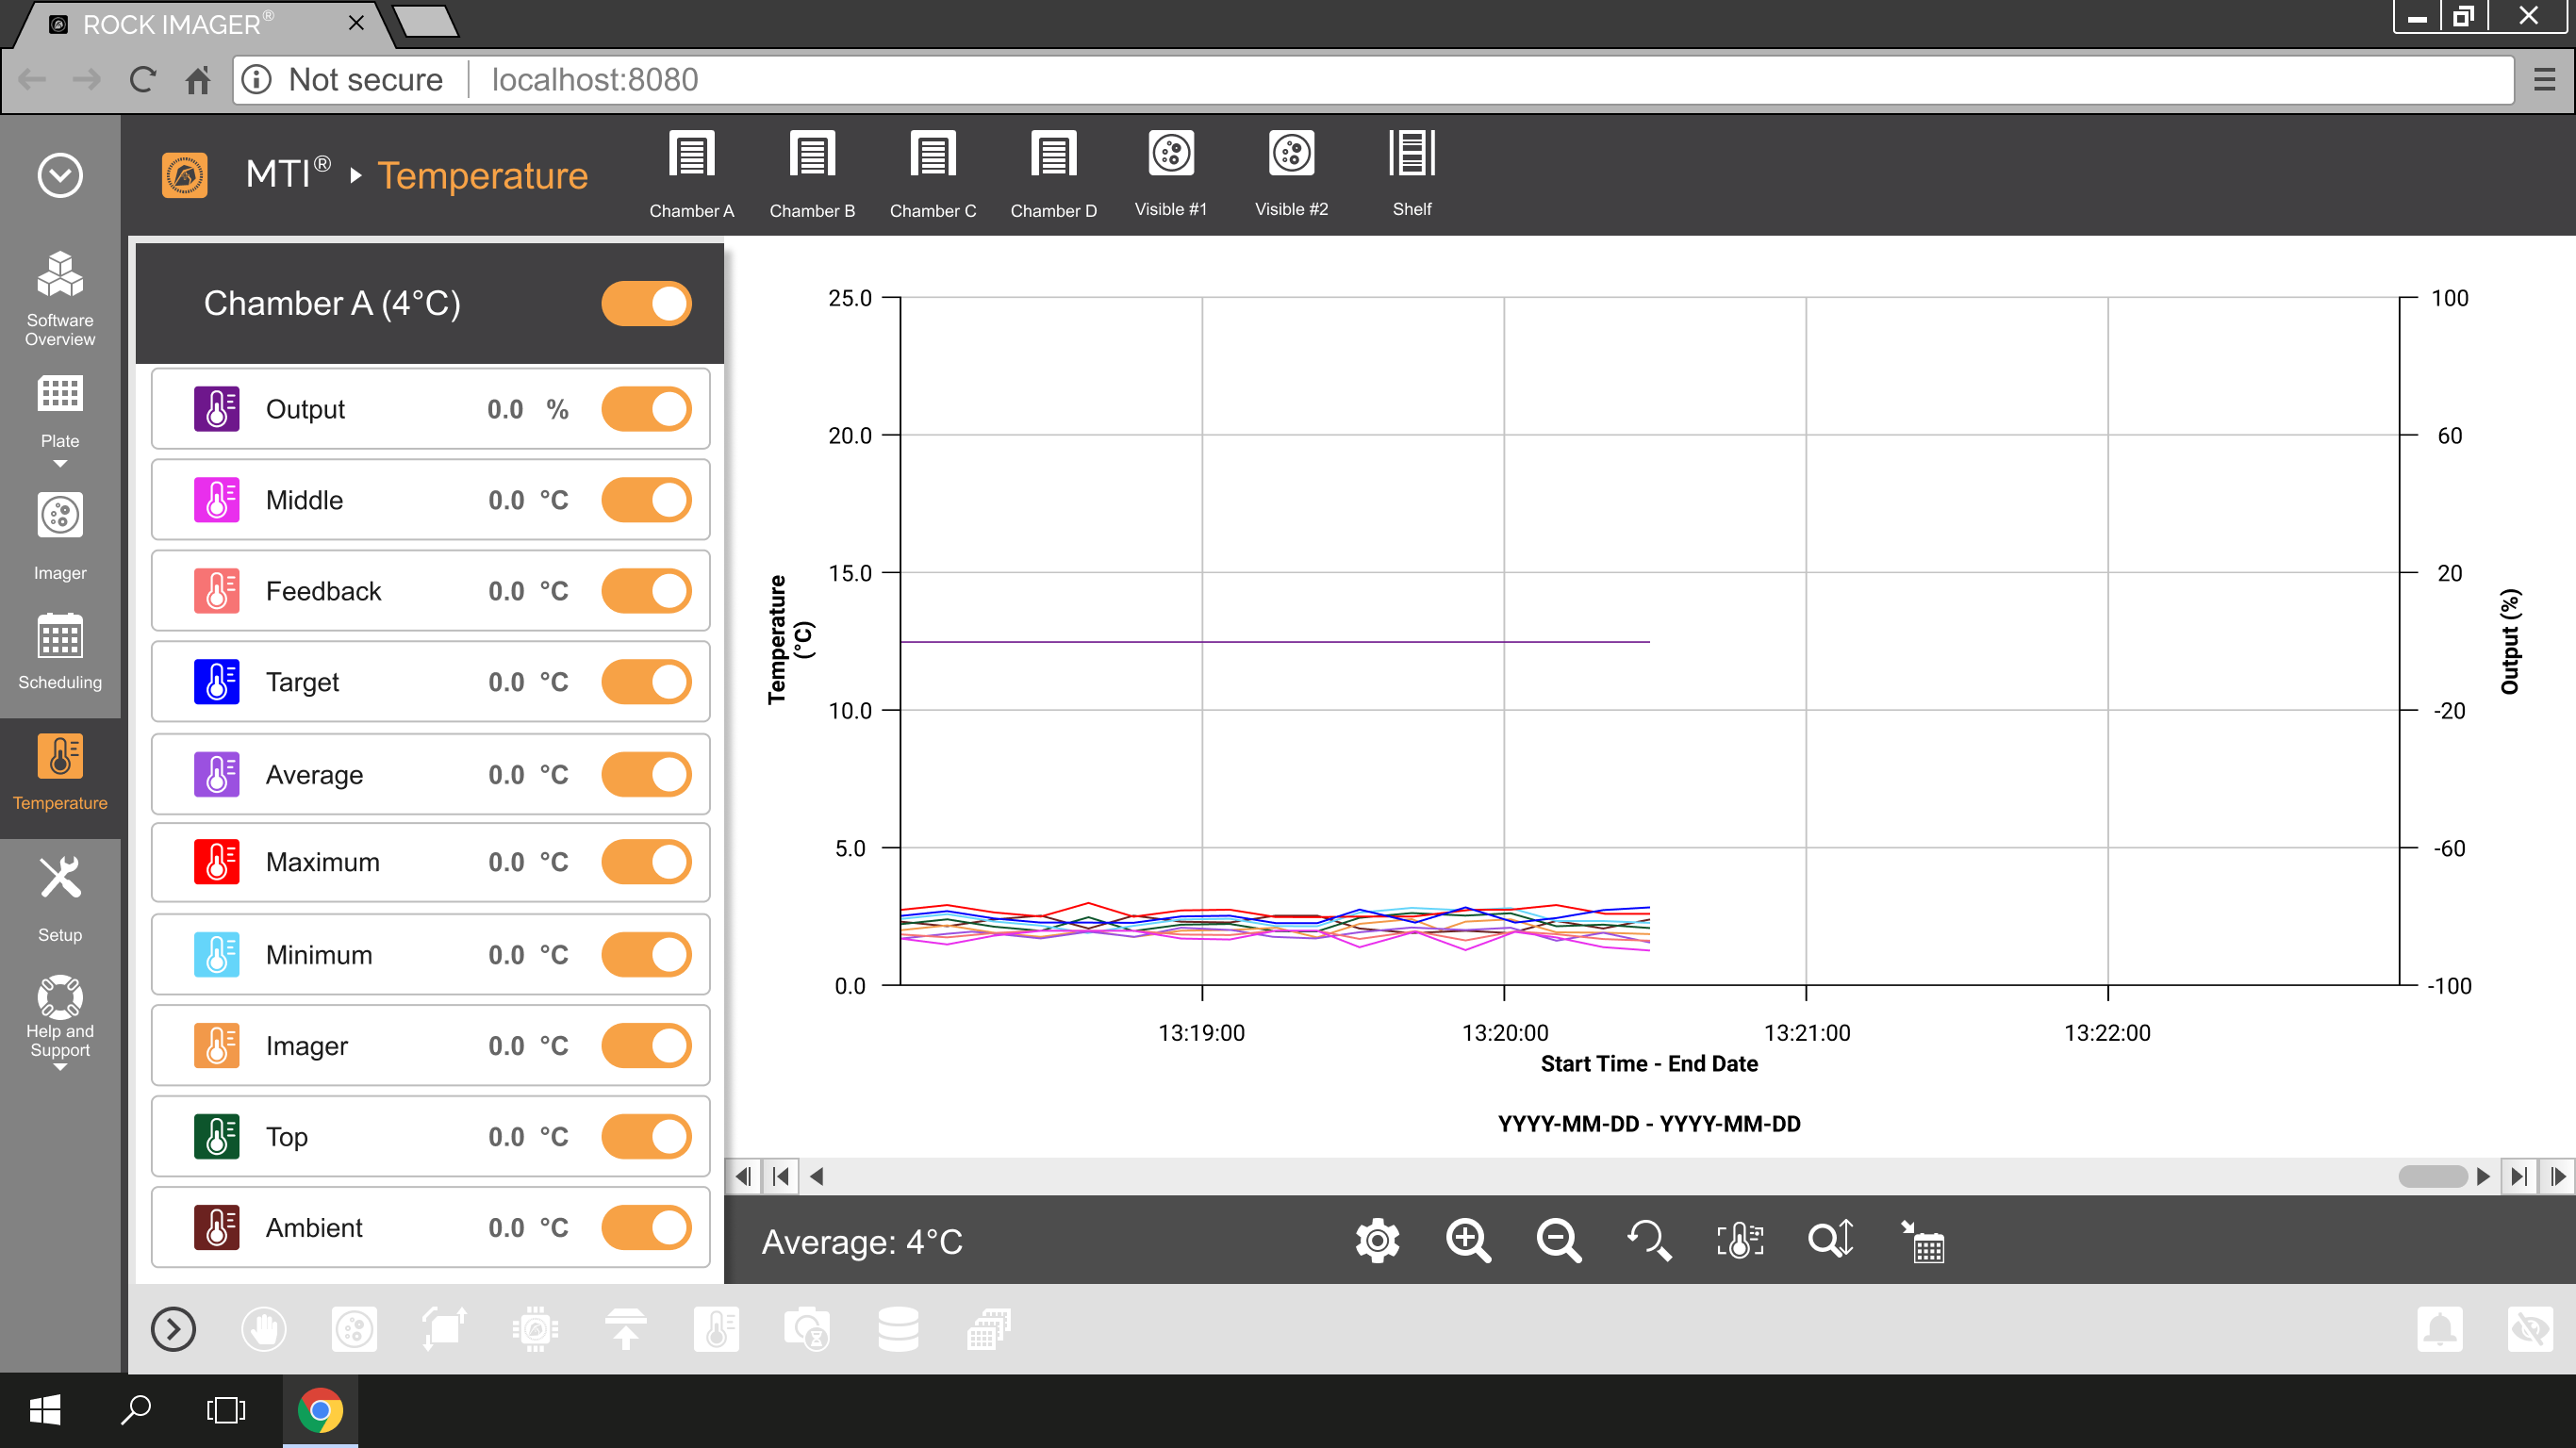 ROCK IMAGER®
Not secure localhost:8080
MTI® Temperature
Chamber A
Chamber B
Chamber C
Chamber D
Visible #1
Visible #2
Shelf
Software
Overview
Plate
Imager
Scheduling
Temperature
Setup
Help and
Support
Chamber A (4°C)
Output 0.0 %
Middle 0.0 °C
Feedback 0.0 °C
Target 0.0 °C
Average 0.0 °C
Maximum 0.0 °C
Minimum 0.0 °C
Imager 0.0 °C
Top 0.0 °C
Ambient 0.0 °C
Temperature
(°C)
25.0
20.0
15.0
10.0
5.0
0.0
100
60
20
-20
-60
-100
Output (%)
13:19:00
13:20:00
13:21:00
13:22:00
Start Time - End Date
YYYY-MM-DD - YYYY-MM-DD
Average: 4°C